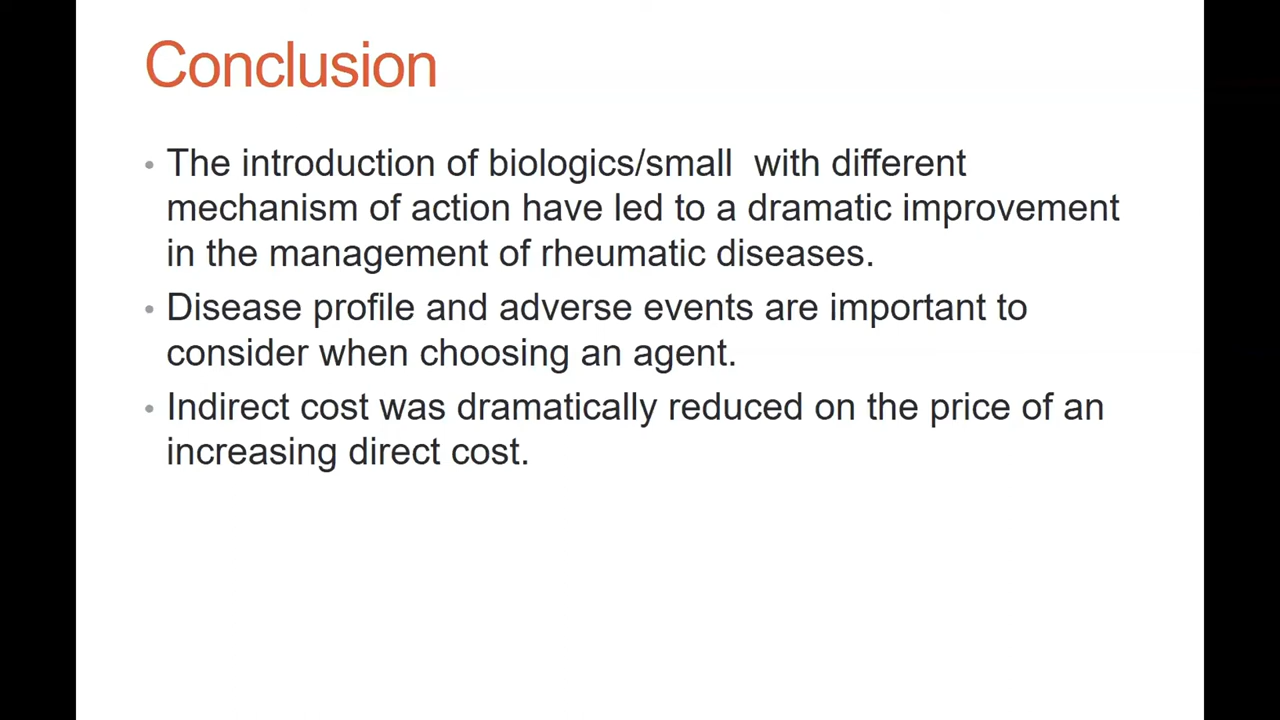 Conclusion
• The introduction of biologics/small  with different
mechanism of action have led to a dramatic improvement
in the management of rheumatic diseases.
• Disease profile and adverse events are important to
consider when choosing an agent.
• Indirect cost was dramatically reduced on the price of an
increasing direct cost.